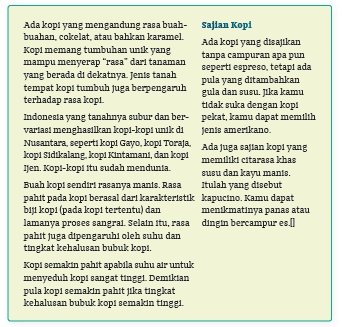 Ada kopi yang mengandung rasa buah-
buahan, cokelat, atau bahkan karamel.
Kopi memang tumbuhan unik yang
mampu menyerap “rasa” dari tanaman
yang berada di dekatnya. Jenis tanah
tempat kopi tumbuh juga berpengaruh
terhadap rasa kopi.
Indonesia yang tanahnya subur dan ber-
variasi menghasilkan kopi-kopi unik di
Nusantara, seperti kopi Gayo, kopi Toraja,
kopi Sidikalang, kopi Kintamani, dan kopi
Ijen. Kopi-kopi itu sudah mendunia.
Buah kopi sendiri rasanya manis. Rasa
pahit pada kopi berasal dari karakteristik
biji kopi (pada kopi tertentu) dan
lamanya proses sangrai. Selain itu, rasa
pahit juga dipengaruhi oleh suhu dan
tingkat kehalusan bubuk kopi.
Kopi semakin pahit apabila suhu air untuk
menyeduh kopi sangat tinggi. Demikian
pula kopi semakin pahit jika tingkat
kehalusan bubuk kopi semakin tinggi.
Sajian Kopi
Ada kopi yang disajikan
tanpa campuran apa pun
seperti espreso, tetapi ada
pula yang ditambahkan
gula dan susu. Jika kamu
tidak suka dengan kopi
pekat, kamu dapat memilih
jenis amerikano.
Ada juga sajian kopi yang
memiliki citarasa khas
susu dan kayu manis.
Itulah yang disebut
kapucino. Kamu dapat
menikmatinya panas atau
dingin bercampur es.[]